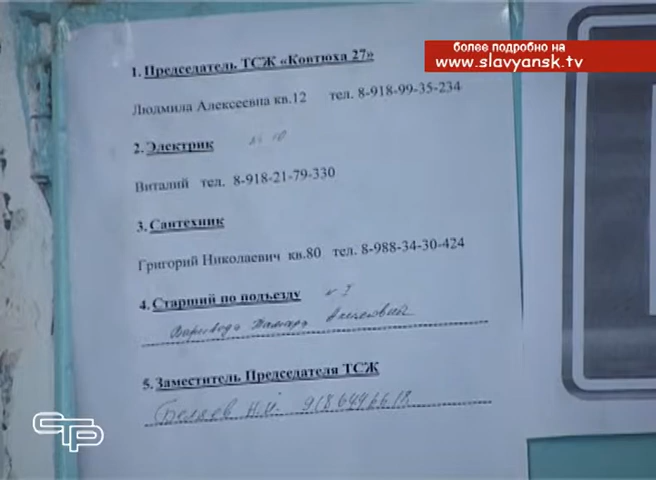 более подробно на
www.slavyansk.tv
1. Председатель ТСЖ «Ковтюха 27»
Людмила Алексеевна кв.12 тел. 8-918-99-35-234
2. Электрик
Виталий тел. 8-918-21-79-330
3. Сантехник
Григорий Николаевич кв.80 тел. 8-988-34-30-424
4. Старший по подъезду
5. Заместитель Председателя ТСЖ
Беляев Н.И.
СТР